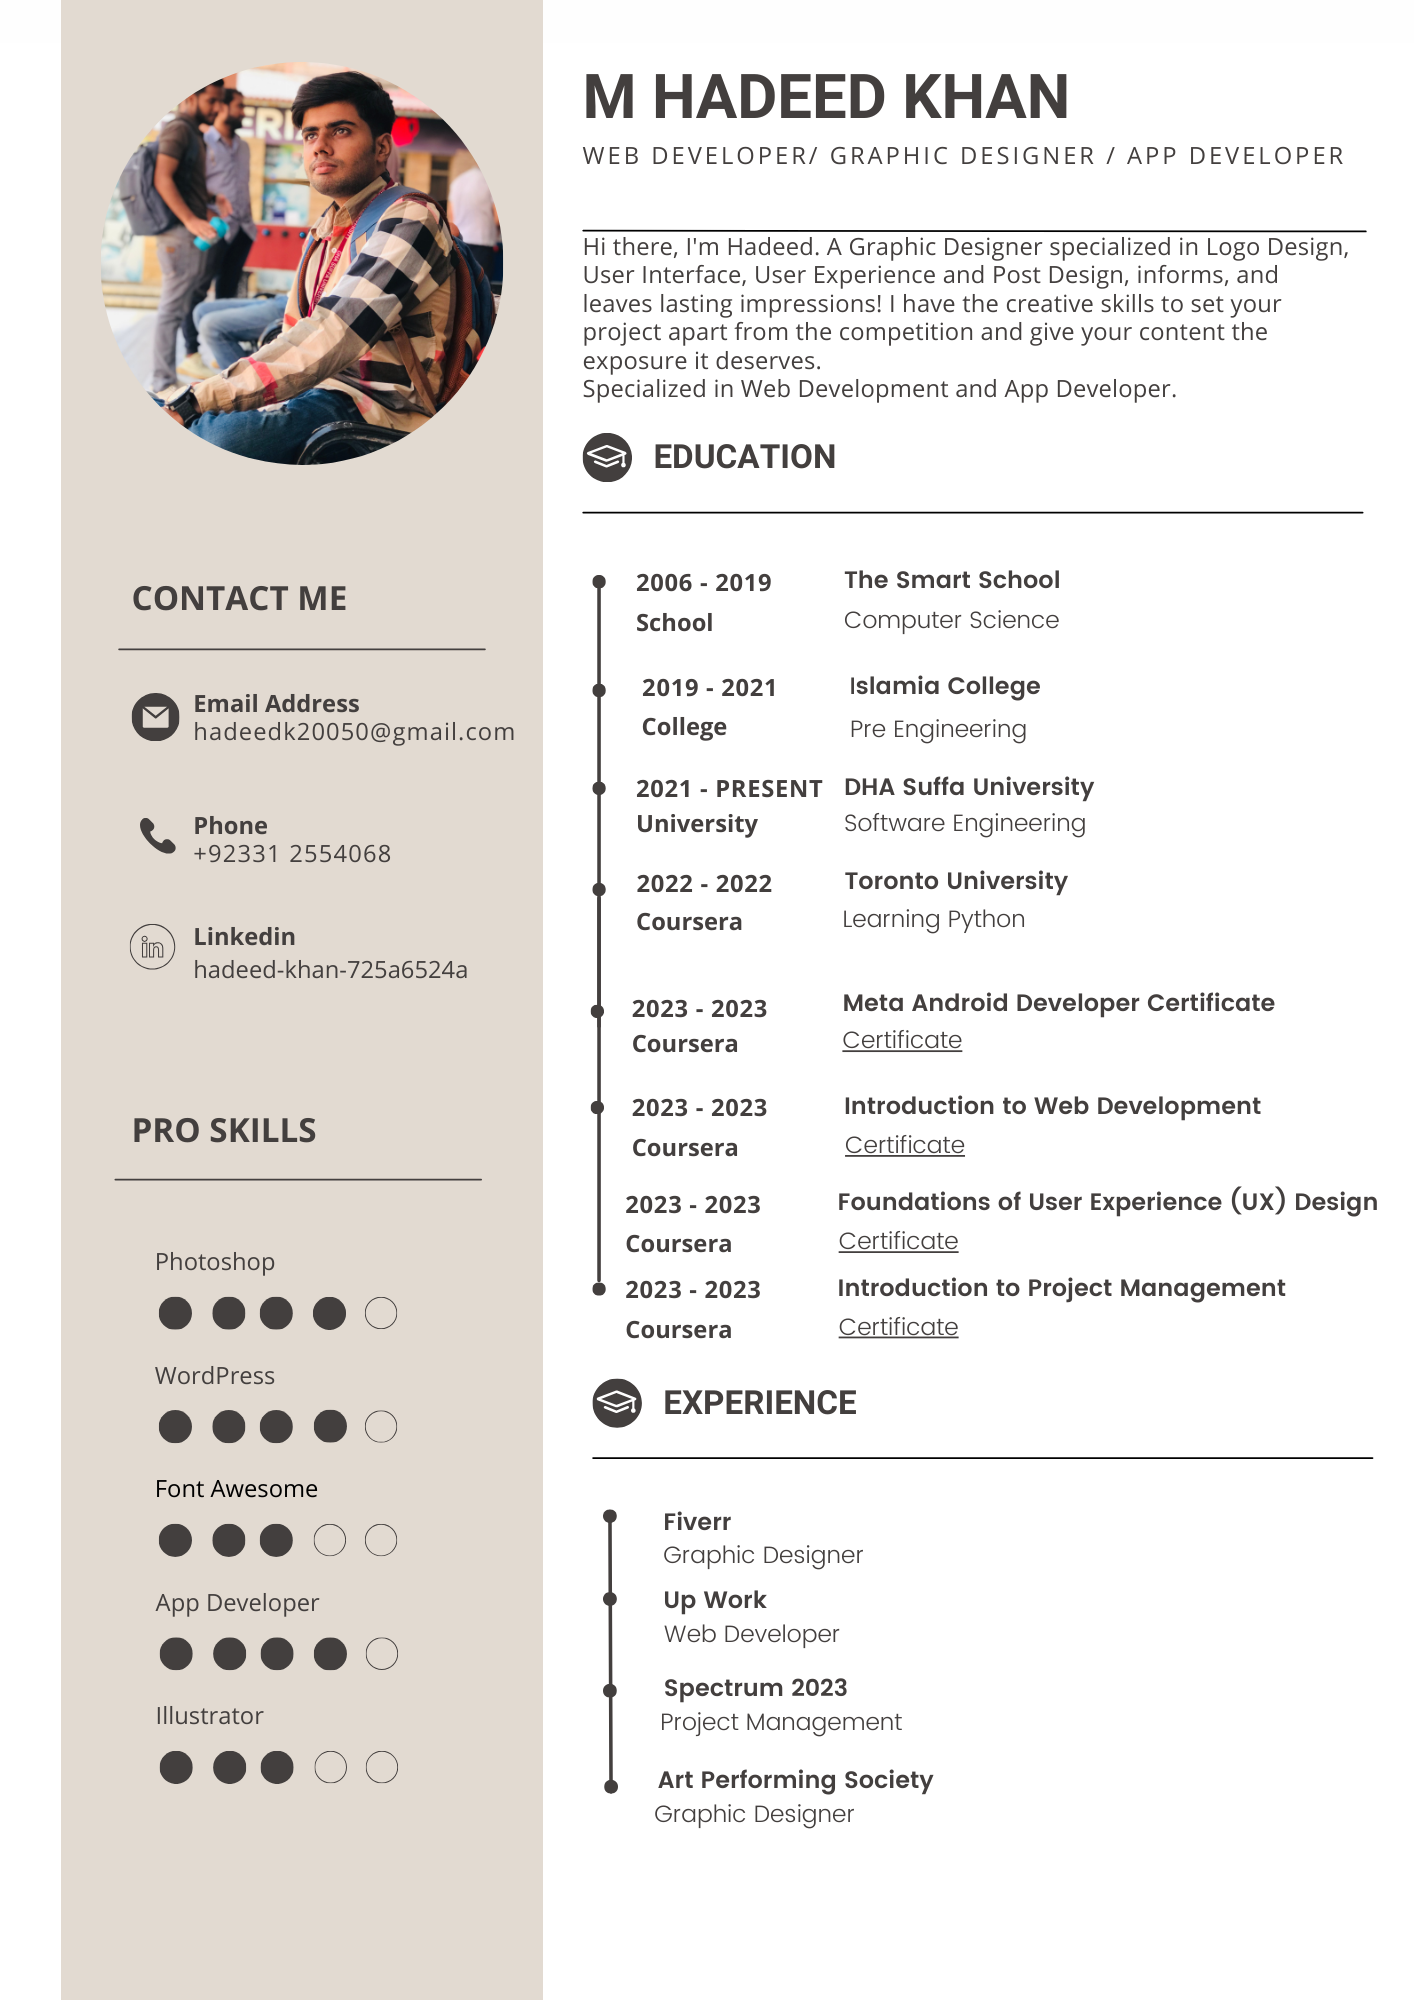 M HADEED KHAN
WEB DEVELOPER/ GRAPHIC DESIGNER / APP DEVELOPER
Hi there, I'm Hadeed. A Graphic Designer specialized in Logo Design,
User Interface, User Experience and Post Design, informs, and
leaves lasting impressions! I have the creative skills to set your
project apart from the competition and give your content the
exposure it deserves.
Specialized in Web Development and App Developer.
CONTACT ME
Email Address
hadeedk20050@gmail.com
Phone
+92331 2554068
Linkedin
hadeed-khan-725a6524a
PRO SKILLS
Photoshop
WordPress
Font Awesome
App Developer
Illustrator
EDUCATION
2006 - 2019 The Smart School
School Computer Science
2019 - 2021 Islamia College
College Pre Engineering
2021 - PRESENT DHA Suffa University
University Software Engineering
2022 - 2022 Toronto University
Coursera Learning Python
2023 - 2023 Meta Android Developer Certificate
Coursera Certificate
2023 - 2023 Introduction to Web Development
Coursera Certificate
2023 - 2023 Foundations of User Experience (UX) Design
Coursera Certificate
2023 - 2023 Introduction to Project Management
Coursera Certificate
EXPERIENCE
Fiverr
Graphic Designer
Up Work
Web Developer
Spectrum 2023
Project Management
Art Performing Society
Graphic Designer